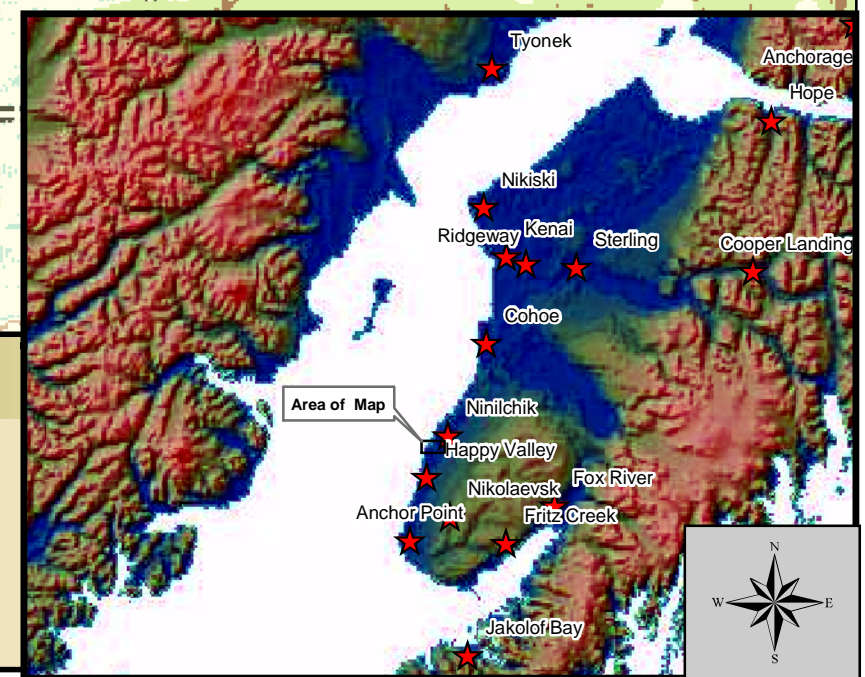 Tyonek
Anchorage
Hope
Nikiski
Ridgeway
Kenai
Sterling
Cooper Landing
Cohoe
Area of Map
Ninilchik
Happy Valley
Nikolaevsk
Fox River
Anchor Point
Fritz Creek
Jakolof Bay
N
W
E
S